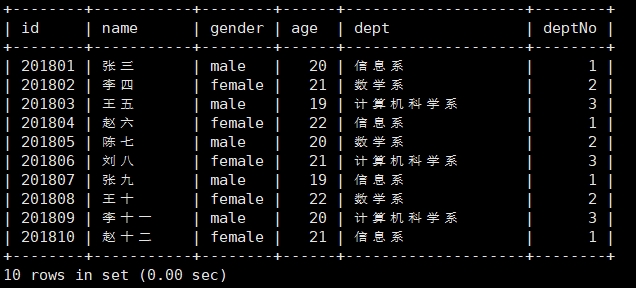 +--------+-----------+--------+------+--------------------+--------+
| id | name | gender | age | dept | deptNo |
+--------+-----------+--------+------+--------------------+--------+
| 201801 | 张三 | male | 20 | 信息系 | 1 |
| 201802 | 李四 | female | 21 | 数学系 | 2 |
| 201803 | 王五 | male | 19 | 计算机科学系 | 3 |
| 201804 | 赵六 | female | 22 | 信息系 | 1 |
| 201805 | 陈七 | male | 20 | 数学系 | 2 |
| 201806 | 刘八 | female | 21 | 计算机科学系 | 3 |
| 201807 | 张九 | male | 19 | 信息系 | 1 |
| 201808 | 王十 | female | 22 | 数学系 | 2 |
| 201809 | 李十一 | male | 20 | 计算机科学系 | 3 |
| 201810 | 赵十二 | female | 21 | 信息系 | 1 |
+--------+-----------+--------+------+--------------------+--------+
10 rows in set (0.00 sec)